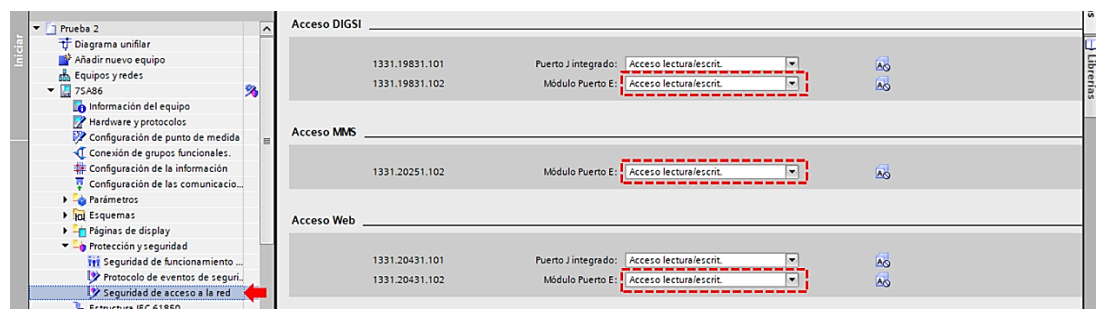 Iniciar
Prueba 2
Diagrama unifilar
Añadir nuevo equipo
Equipos y redes
7SA86
Información del equipo
Hardware y protocolos
Configuración de punto de medida
Conexión de grupos funcionales.
Configuración de la información
Configuración de las comunicacio...
Parámetros
Esquemas
Páginas de display
Protección y seguridad
Seguridad de funcionamiento ...
Protocolo de eventos de seguri...
Seguridad de acceso a la red
Estructura IEC 61850
Acceso DIGSI
1331.19831.101 Puerto J integrado: Acceso lectura/escrit.
1331.19831.102 Módulo Puerto E: Acceso lectura/escrit.
Acceso MMS
1331.20251.102 Módulo Puerto E: Acceso lectura/escrit.
Acceso Web
1331.20431.101 Puerto J integrado: Acceso lectura/escrit.
1331.20431.102 Módulo Puerto E: Acceso lectura/escrit.
Librerías